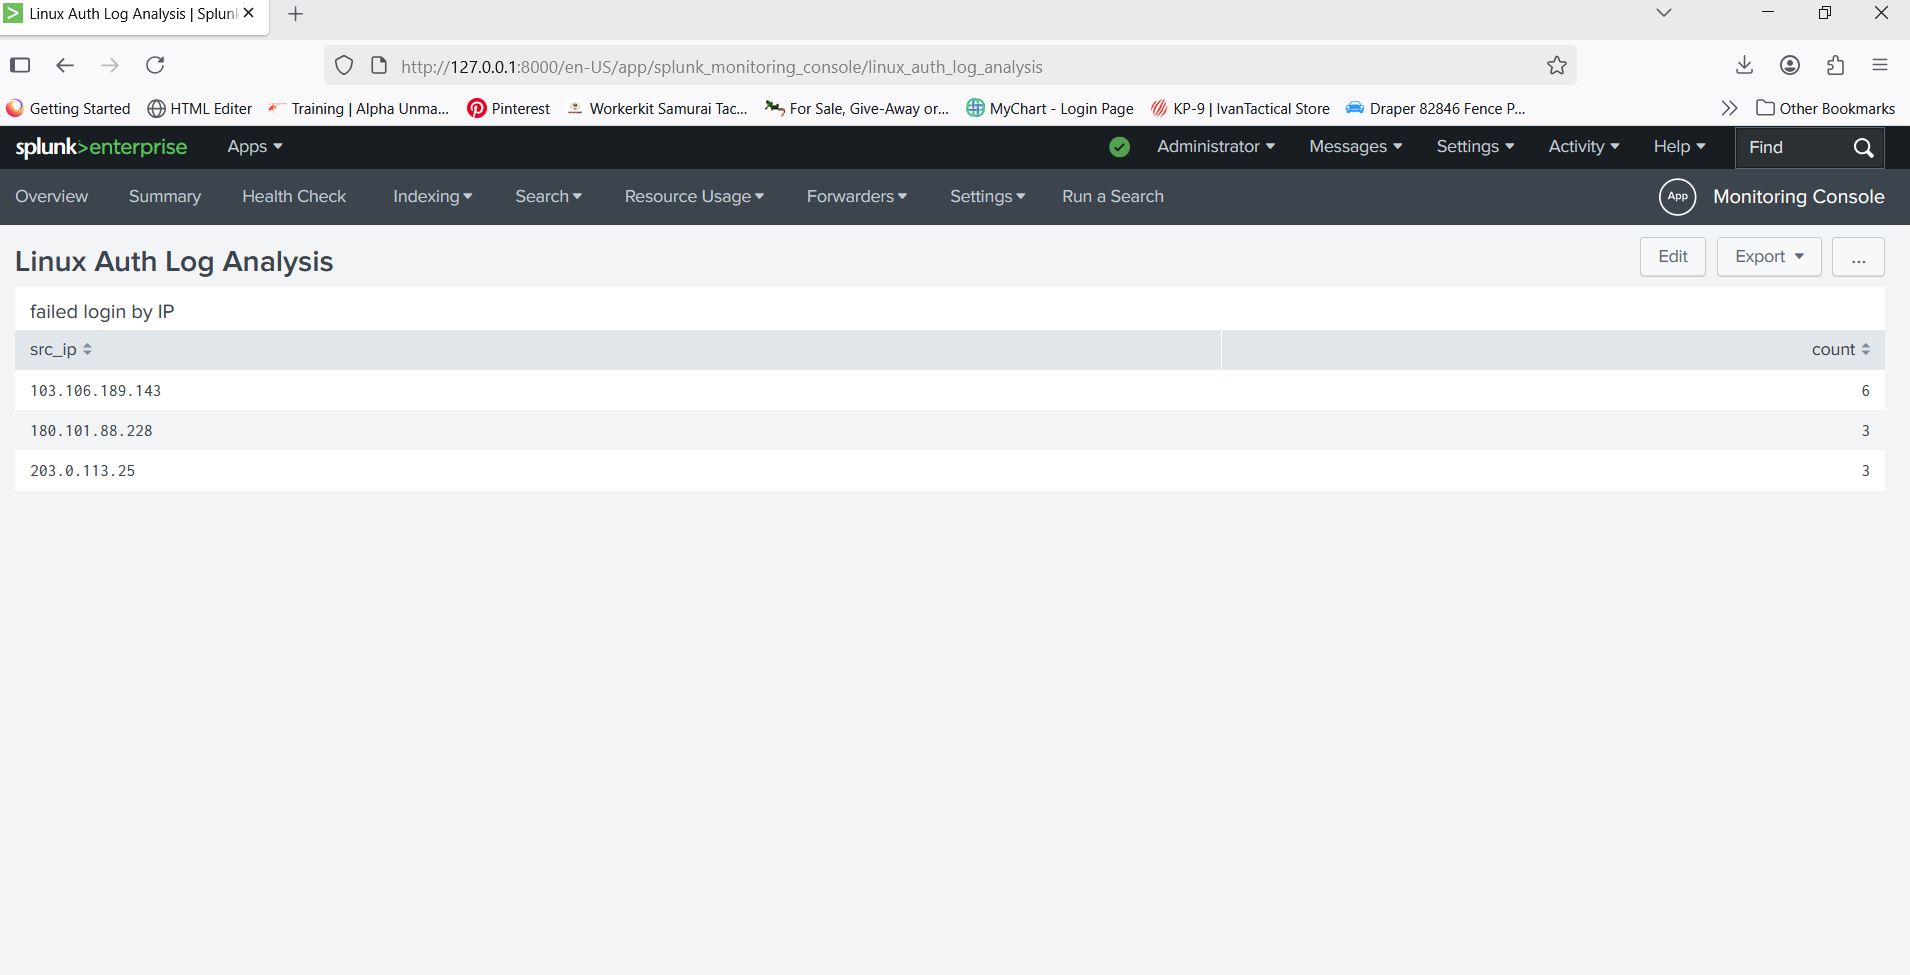 Linux Auth Log Analysis | Splun
http://127.0.0.1:8000/en-US/app/splunk_monitoring_console/linux_auth_log_analysis
Getting Started HTML Editer Training | Alpha Unma... Pinterest Workerkit Samurai Tac... For Sale, Give-Away or... MyChart - Login Page KP-9 | IvanTactical Store Draper 82846 Fence P... Other Bookmarks
splunk>enterprise Apps Administrator Messages Settings Activity Help Find
Overview Summary Health Check Indexing Search Resource Usage Forwarders Settings Run a Search App Monitoring Console
Linux Auth Log Analysis Edit Export ...
failed login by IP
src_ip count
103.106.189.143 6
180.101.88.228 3
203.0.113.25 3